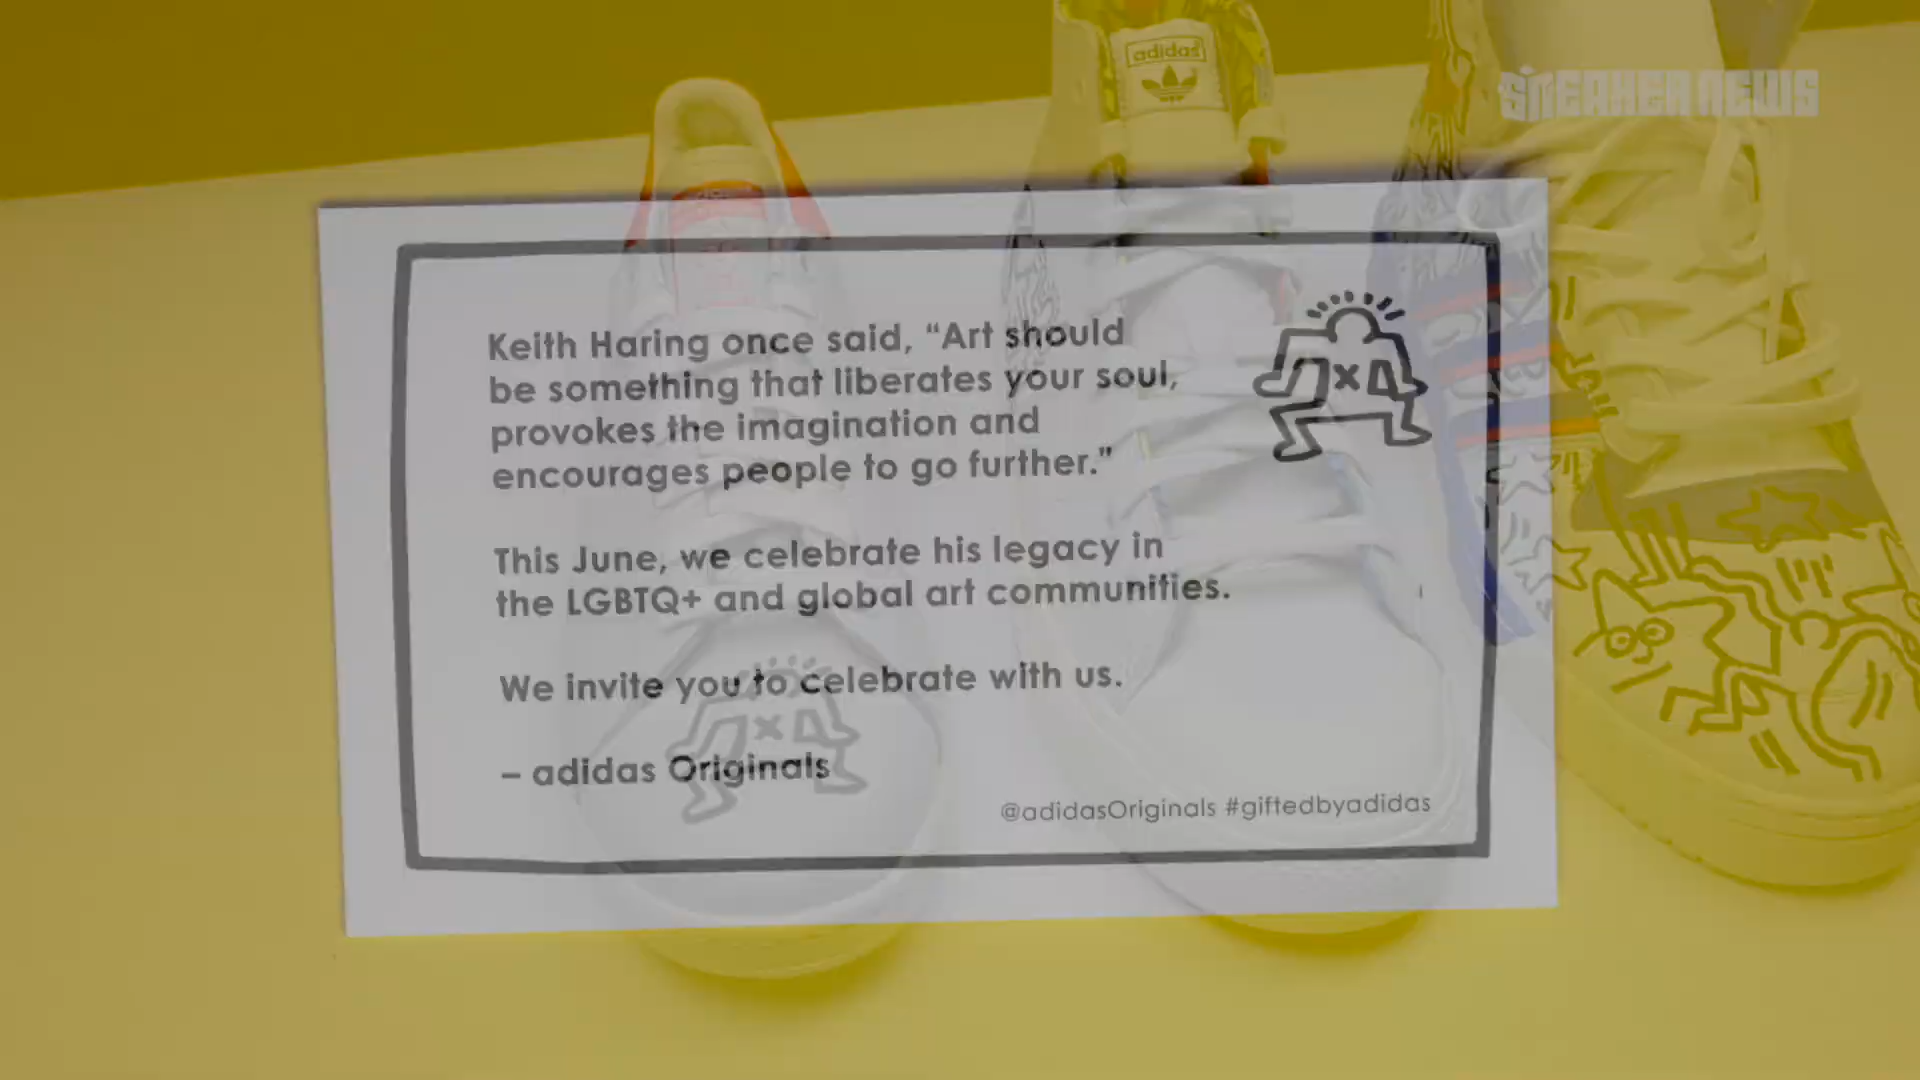 adidas
SNEAKER NEWS
Keith Haring once said, “Art should
be something that liberates your soul,
provokes the imagination and
encourages people to go further.”
This June, we celebrate his legacy in
the LGBTQ+ and global art communities.
We invite you to celebrate with us.
– adidas Originals
@adidasOriginals #giftedbyadidas